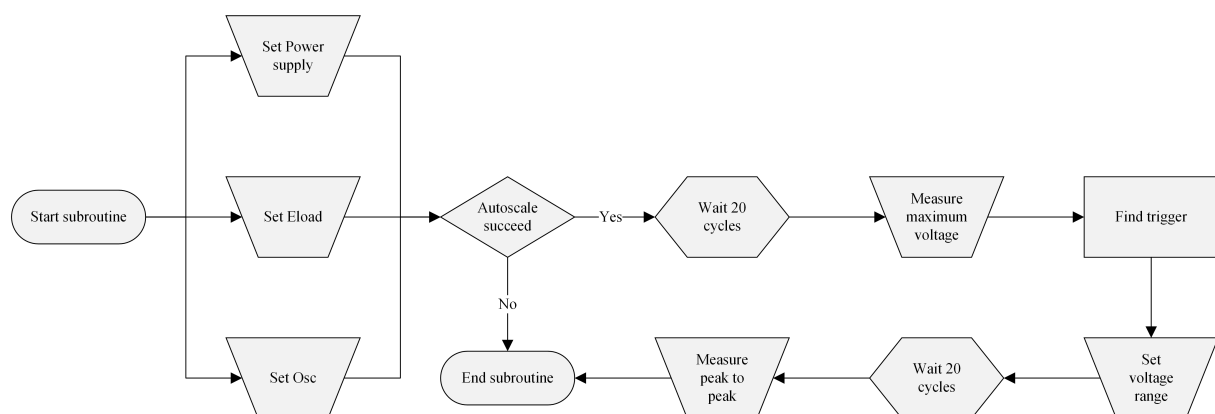 Set Power
supply
Start subroutine
Set Eload
Set Osc
Autoscale
succeed
Yes
No
Wait 20
cycles
Measure
maximum
voltage
Find trigger
Set
voltage
range
Wait 20
cycles
Measure
peak to
peak
End subroutine